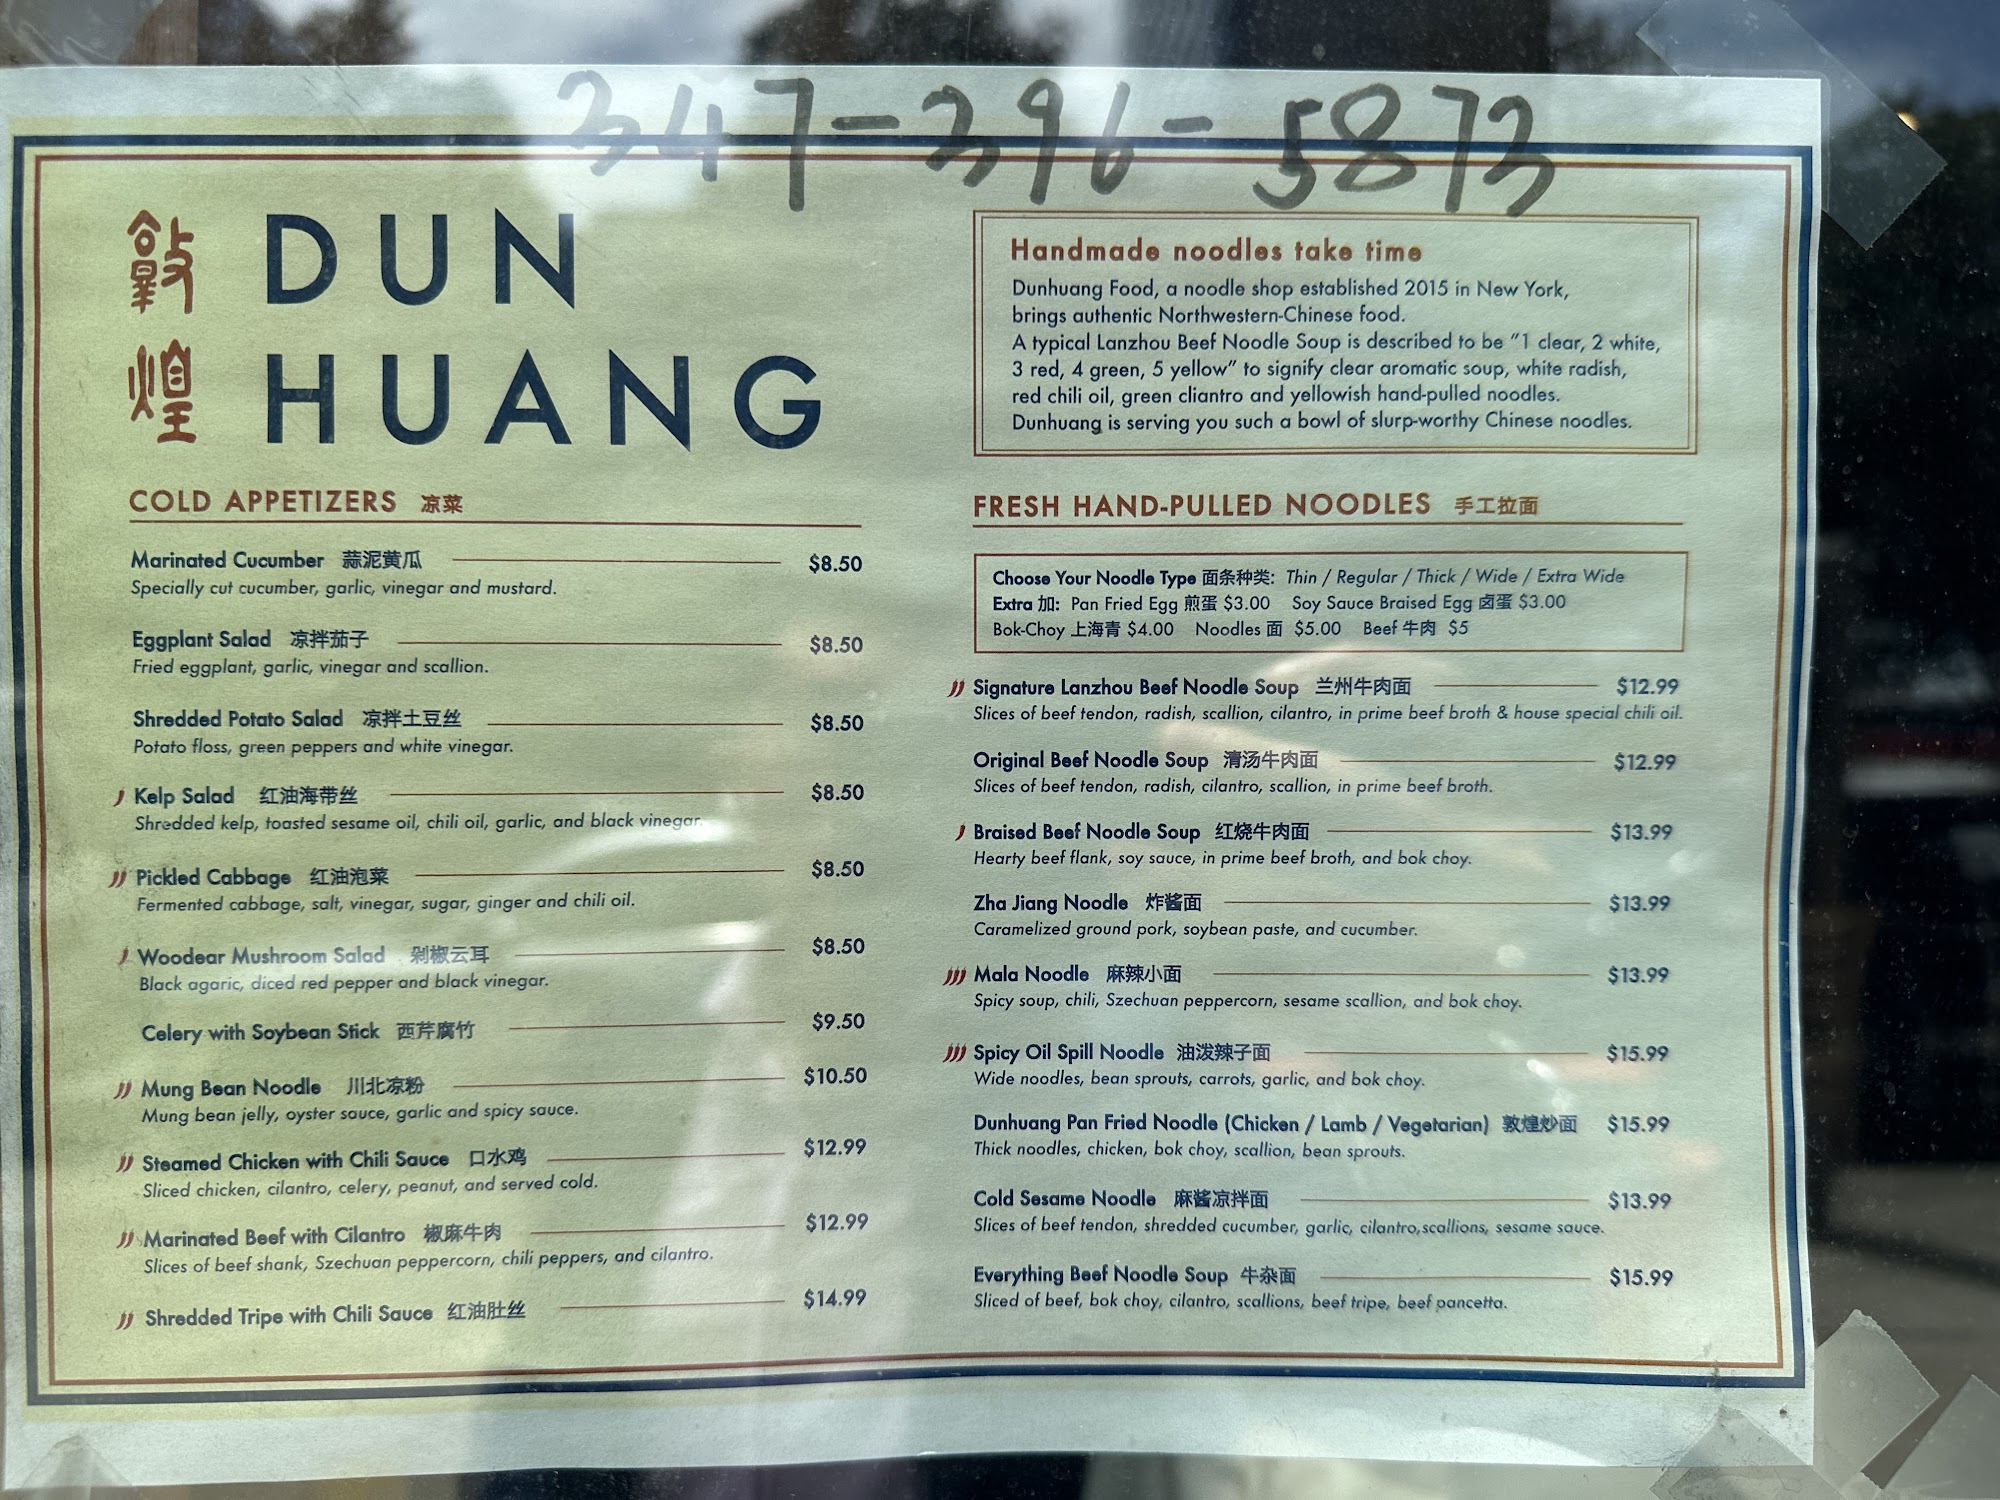 347-396-5873
敦煌
DUN
HUANG
Handmade noodles take time
Dunhuang Food, a noodle shop established 2015 in New York,
brings authentic Northwestern-Chinese food.
A typical Lanzhou Beef Noodle Soup is described to be "1 clear, 2 white,
3 red, 4 green, 5 yellow" to signify clear aromatic soup, white radish,
red chili oil, green cliantro and yellowish hand-pulled noodles.
Dunhuang is serving you such a bowl of slurp-worthy Chinese noodles.
COLD APPETIZERS 凉菜
Marinated Cucumber 蒜泥黄瓜 $8.50
Specially cut cucumber, garlic, vinegar and mustard.
Eggplant Salad 凉拌茄子 $8.50
Fried eggplant, garlic, vinegar and scallion.
Shredded Potato Salad 凉拌土豆丝 $8.50
Potato floss, green peppers and white vinegar.
Kelp Salad 红油海带丝 $8.50
Shredded kelp, toasted sesame oil, chili oil, garlic, and black vinegar.
Pickled Cabbage 红油泡菜 $8.50
Fermented cabbage, salt, vinegar, sugar, ginger and chili oil.
Woodear Mushroom Salad 剁椒云耳 $8.50
Black agaric, diced red pepper and black vinegar.
Celery with Soybean Stick 西芹腐竹 $9.50
Mung Bean Noodle 川北凉粉 $10.50
Mung bean jelly, oyster sauce, garlic and spicy sauce.
Steamed Chicken with Chili Sauce 口水鸡 $12.99
Sliced chicken, cilantro, celery, peanut, and served cold.
Marinated Beef with Cilantro 椒麻牛肉 $12.99
Slices of beef shank, Szechuan peppercorn, chili peppers, and cilantro.
Shredded Tripe with Chili Sauce 红油肚丝 $14.99
FRESH HAND-PULLED NOODLES 手工拉面
Choose Your Noodle Type 面条种类: Thin / Regular / Thick / Wide / Extra Wide
Extra 加: Pan Fried Egg 煎蛋 $3.00 Soy Sauce Braised Egg 卤蛋 $3.00
Bok-Choy 上海青 $4.00 Noodles 面 $5.00 Beef 牛肉 $5
Signature Lanzhou Beef Noodle Soup 兰州牛肉面 $12.99
Slices of beef tendon, radish, scallion, cilantro, in prime beef broth & house special chili oil.
Original Beef Noodle Soup 清汤牛肉面 $12.99
Slices of beef tendon, radish, cilantro, scallion, in prime beef broth.
Braised Beef Noodle Soup 红烧牛肉面 $13.99
Hearty beef flank, soy sauce, in prime beef broth, and bok choy.
Zha Jiang Noodle 炸酱面 $13.99
Caramelized ground pork, soybean paste, and cucumber.
Mala Noodle 麻辣小面 $13.99
Spicy soup, chili, Szechuan peppercorn, sesame scallion, and bok choy.
Spicy Oil Spill Noodle 油泼辣子面 $15.99
Wide noodles, bean sprouts, carrots, garlic, and bok choy.
Dunhuang Pan Fried Noodle (Chicken / Lamb / Vegetarian) 敦煌炒面 $15.99
Thick noodles, chicken, bok choy, scallion, bean sprouts.
Cold Sesame Noodle 麻酱凉拌面 $13.99
Slices of beef tendon, shredded cucumber, garlic, cilantro,scallions, sesame sauce.
Everything Beef Noodle Soup 牛杂面 $15.99
Sliced of beef, bok choy, cilantro, scallions, beef tripe, beef pancetta.